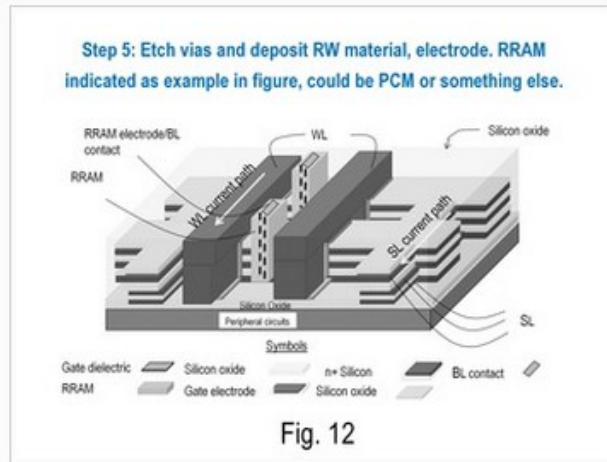 Step 5: Etch vias and deposit RW material, electrode. RRAM
indicated as example in figure, could be PCM or something else.
RRAM electrode/BL
contact
WL
Silicon oxide
RRAM
WL current path
SL current path
Silicon Oxide
Peripheral circuits
SL
Symbols
Gate dielectric
Silicon oxide
n+ Silicon
BL contact
RRAM
Gate electrode
Silicon oxide
Fig. 12